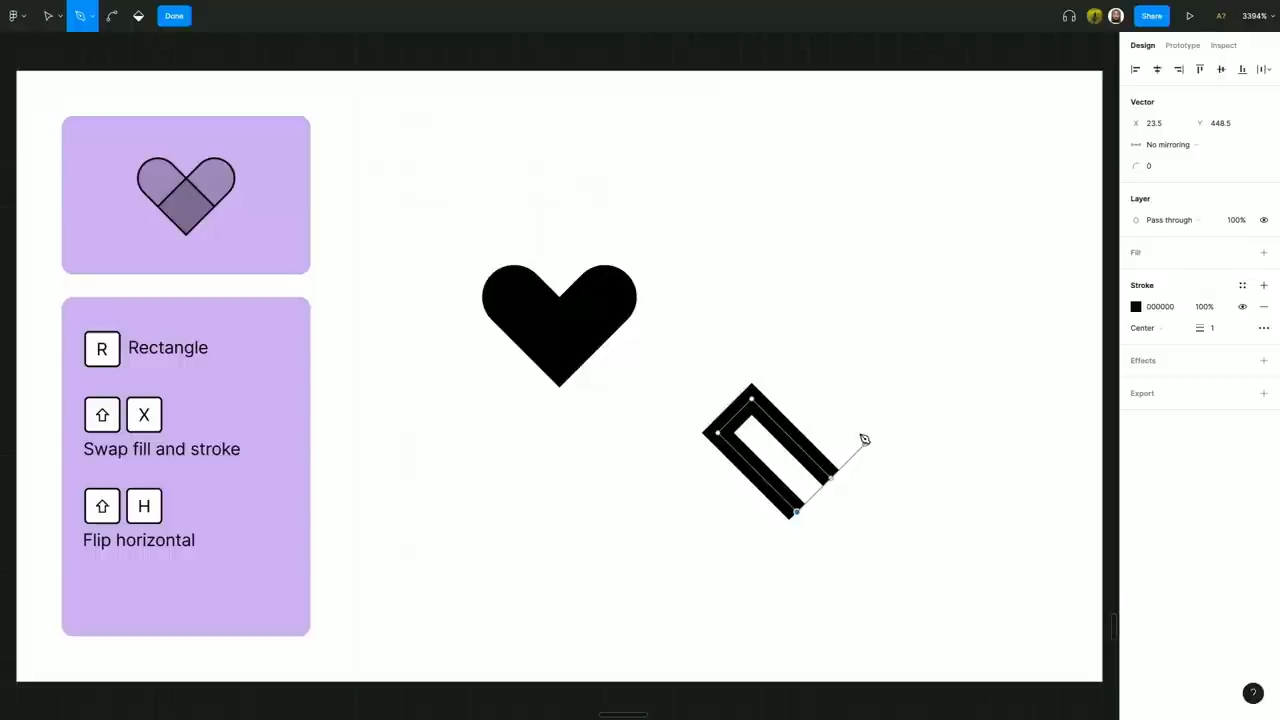 Done
Share
A?
3394%
Design Prototype Inspect
Vector
X 23.5 Y 448.5
No mirroring
0
Layer
Pass through 100%
Fill
Stroke
000000 100%
Center 1
Effects
Export
R Rectangle
X
Swap fill and stroke
H
Flip horizontal
?